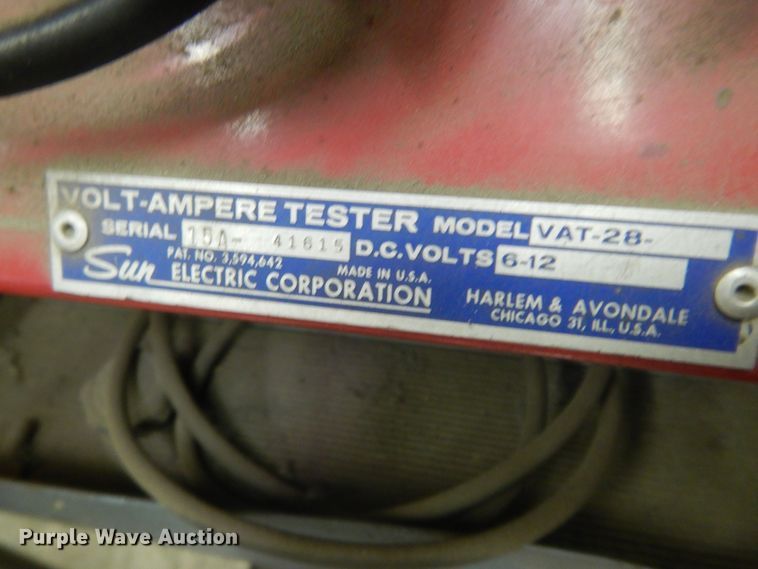 VOLT-AMPERE TESTER MODEL VAT-28-
SERIAL 15A- 41615 D.C. VOLTS 6-12
PAT. NO. 3,594,642 MADE IN U.S.A.
Sun ELECTRIC CORPORATION
HARLEM & AVONDALE
CHICAGO 31, ILL., U.S.A.
Purple Wave Auction